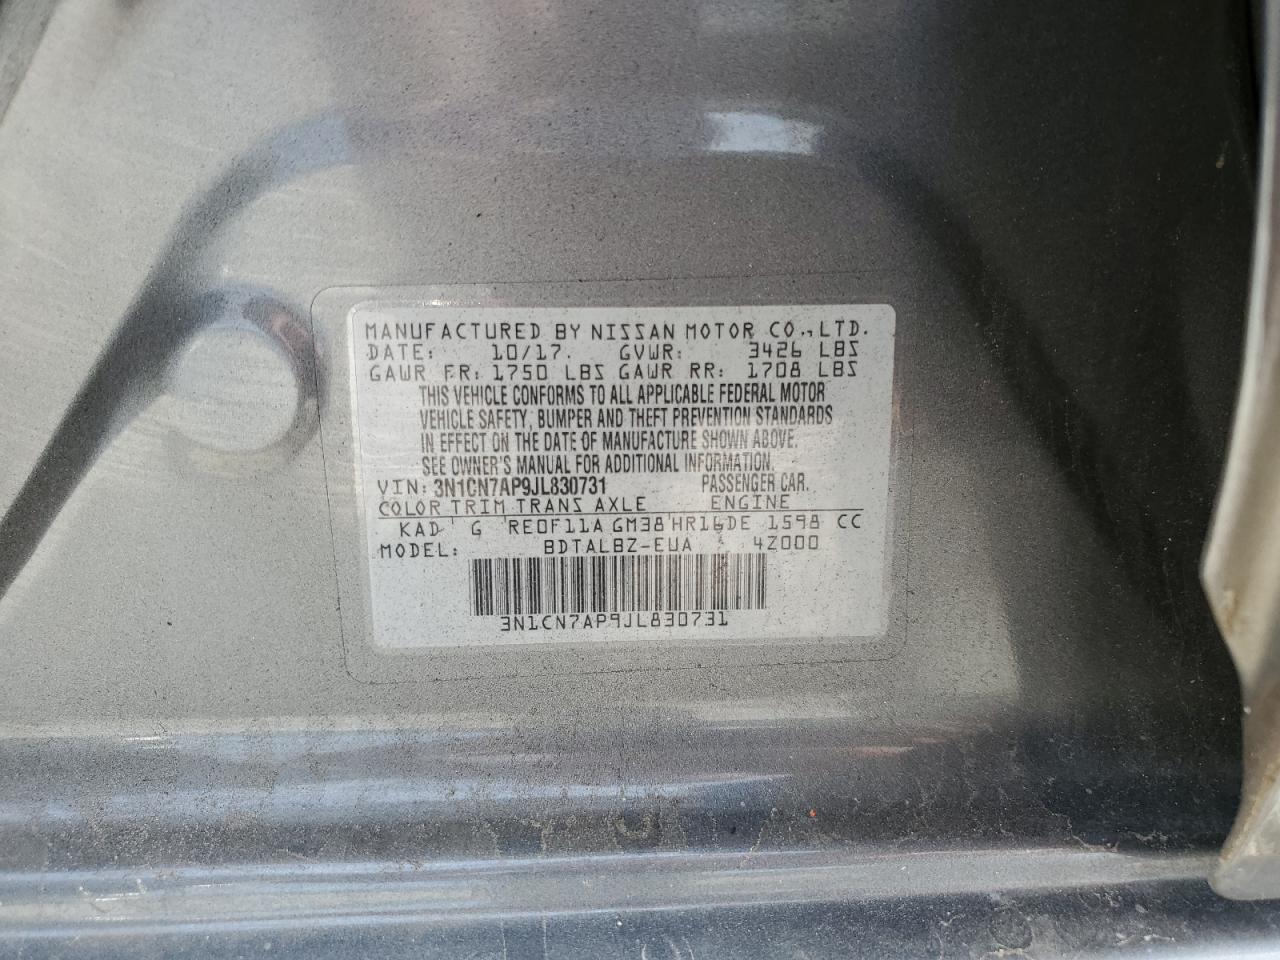 MANUFACTURED BY NISSAN MOTOR CO., LTD.
DATE: 10/17. GVWR: 3426 LBS
GAWR FR: 1750 LBS GAWR RR: 1708 LBS
THIS VEHICLE CONFORMS TO ALL APPLICABLE FEDERAL MOTOR
VEHICLE SAFETY, BUMPER AND THEFT PREVENTION STANDARDS
IN EFFECT ON THE DATE OF MANUFACTURE SHOWN ABOVE.
SEE OWNER'S MANUAL FOR ADDITIONAL INFORMATION.
VIN: 3N1CN7AP9JL830731 PASSENGER CAR.
COLOR TRIM TRANS AXLE ENGINE
KAD G RE0F11A GM38 HR16DE 1598 CC
MODEL: BDTALBZ-EUA 4Z000
3N1CN7AP9JL830731